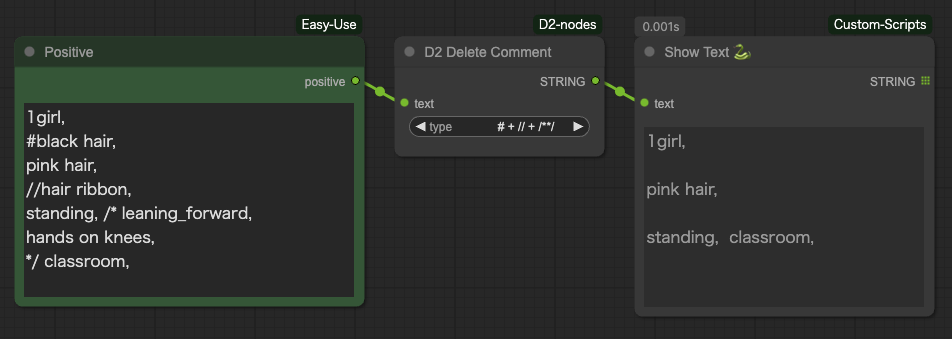 Easy-Use
Positive
positive
1girl,
#black hair,
pink hair,
//hair ribbon,
standing, /* leaning_forward,
hands on knees,
*/ classroom,
D2-nodes
D2 Delete Comment
STRING
text
type # + // + /**/
0.001s
Custom-Scripts
Show Text 🐍
STRING
text
1girl,
pink hair,
standing,  classroom,